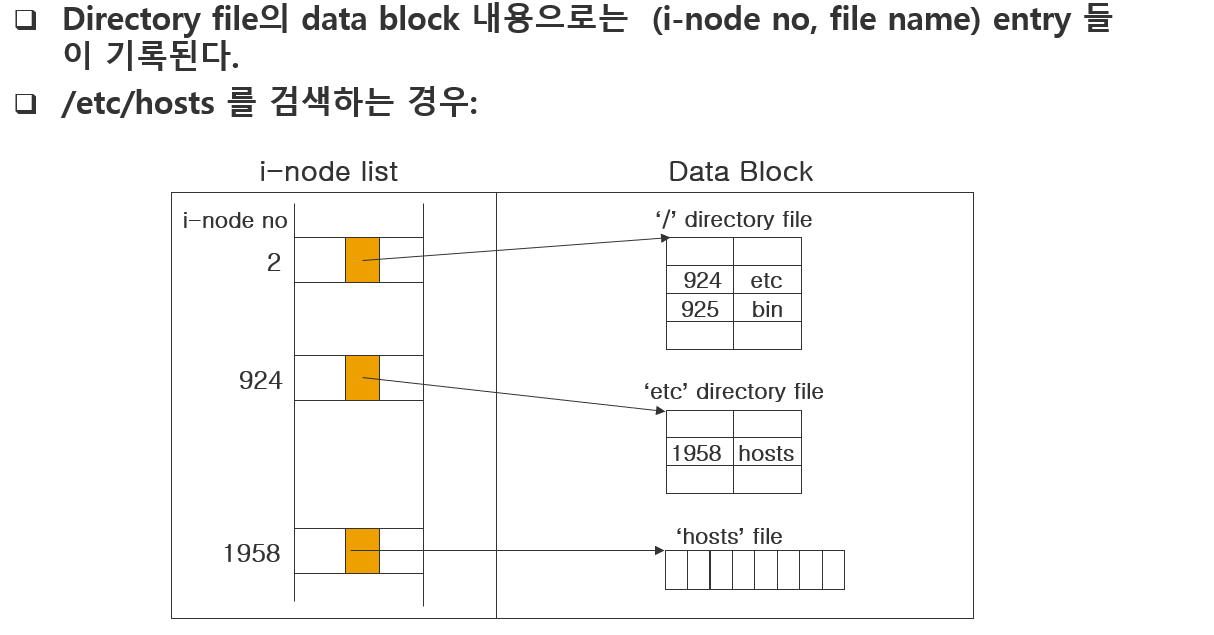 ❑ Directory file의 data block 내용으로는 (i-node no, file name) entry 들
이 기록된다.
❑ /etc/hosts 를 검색하는 경우:
i-node list Data Block
i-node no ‘/’ directory file
2
924 etc
925 bin
924 ‘etc’ directory file
1958 hosts
1958 ‘hosts’ file